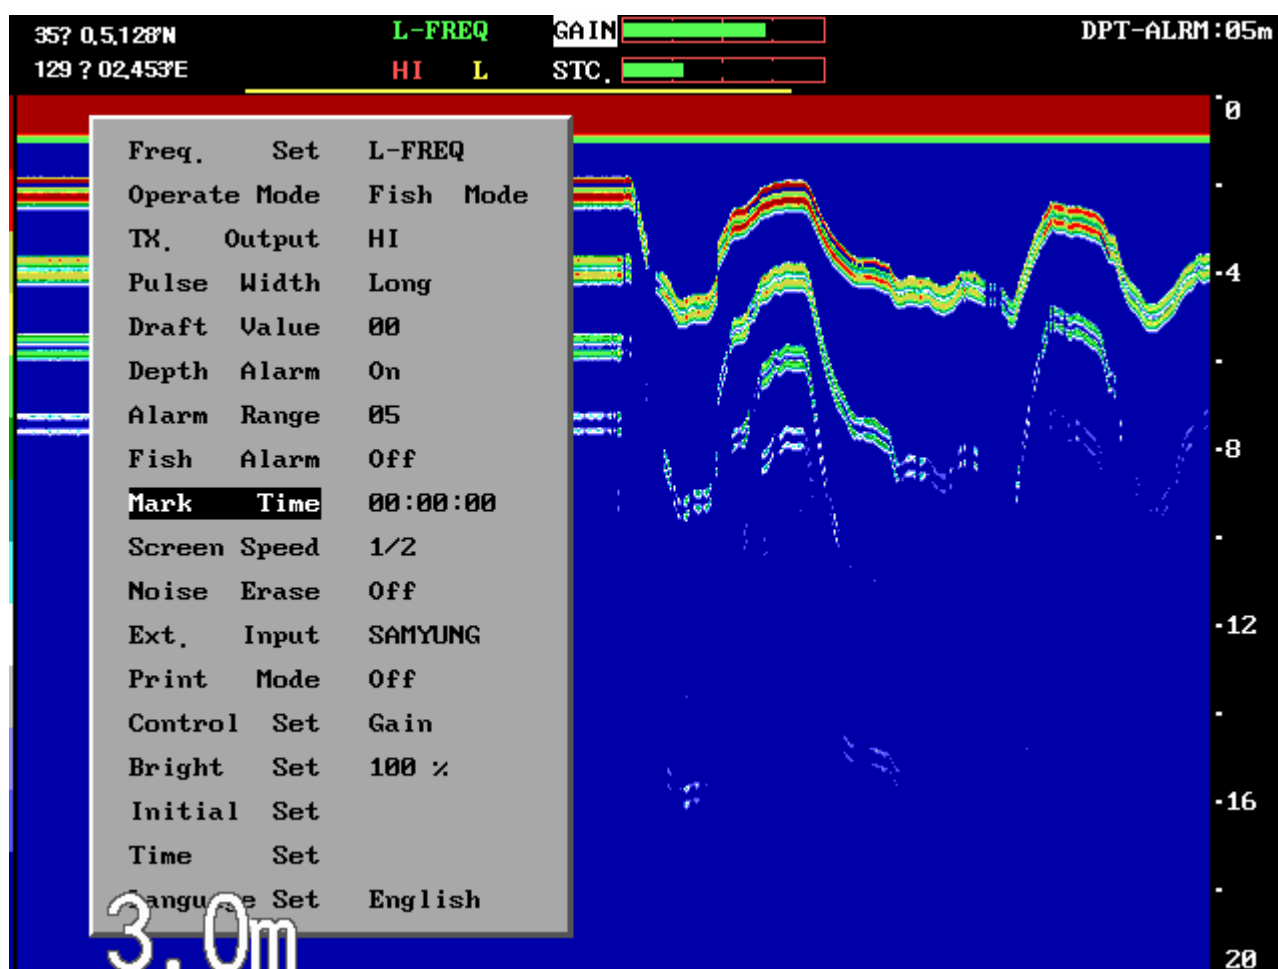 35? 0,5,128'N L-FREQ GAIN DPT-ALRM:05m
129 ? 02,453'E HI L STC.
0
Freq. Set L-FREQ
Operate Mode Fish Mode
TX. Output HI
Pulse Width Long
-4
Draft Value 00
Depth Alarm On
Alarm Range 05
Fish Alarm Off
-8
Mark Time 00:00:00
Screen Speed 1/2
Noise Erase Off
Ext. Input SAMYUNG
-12
Print Mode Off
Control Set Gain
Bright Set 100 %
Initial Set
-16
Time Set
Language Set English
3.0m
20